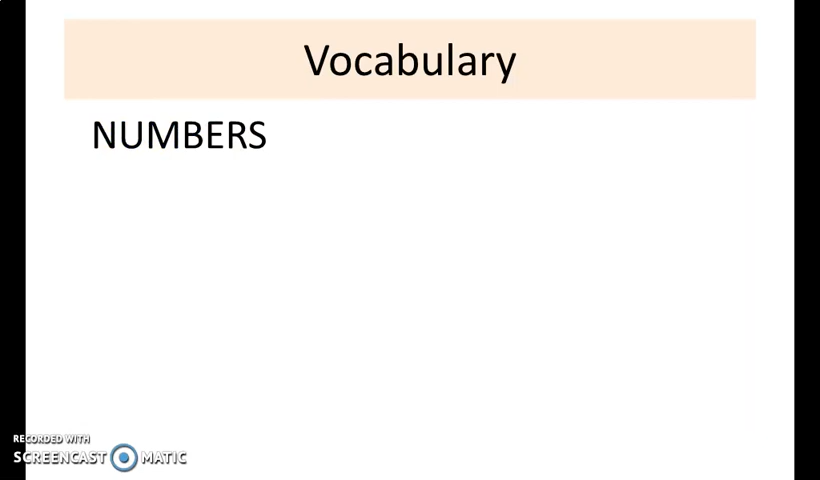 Vocabulary
NUMBERS
RECORDED WITH
SCREENCAST MATIC